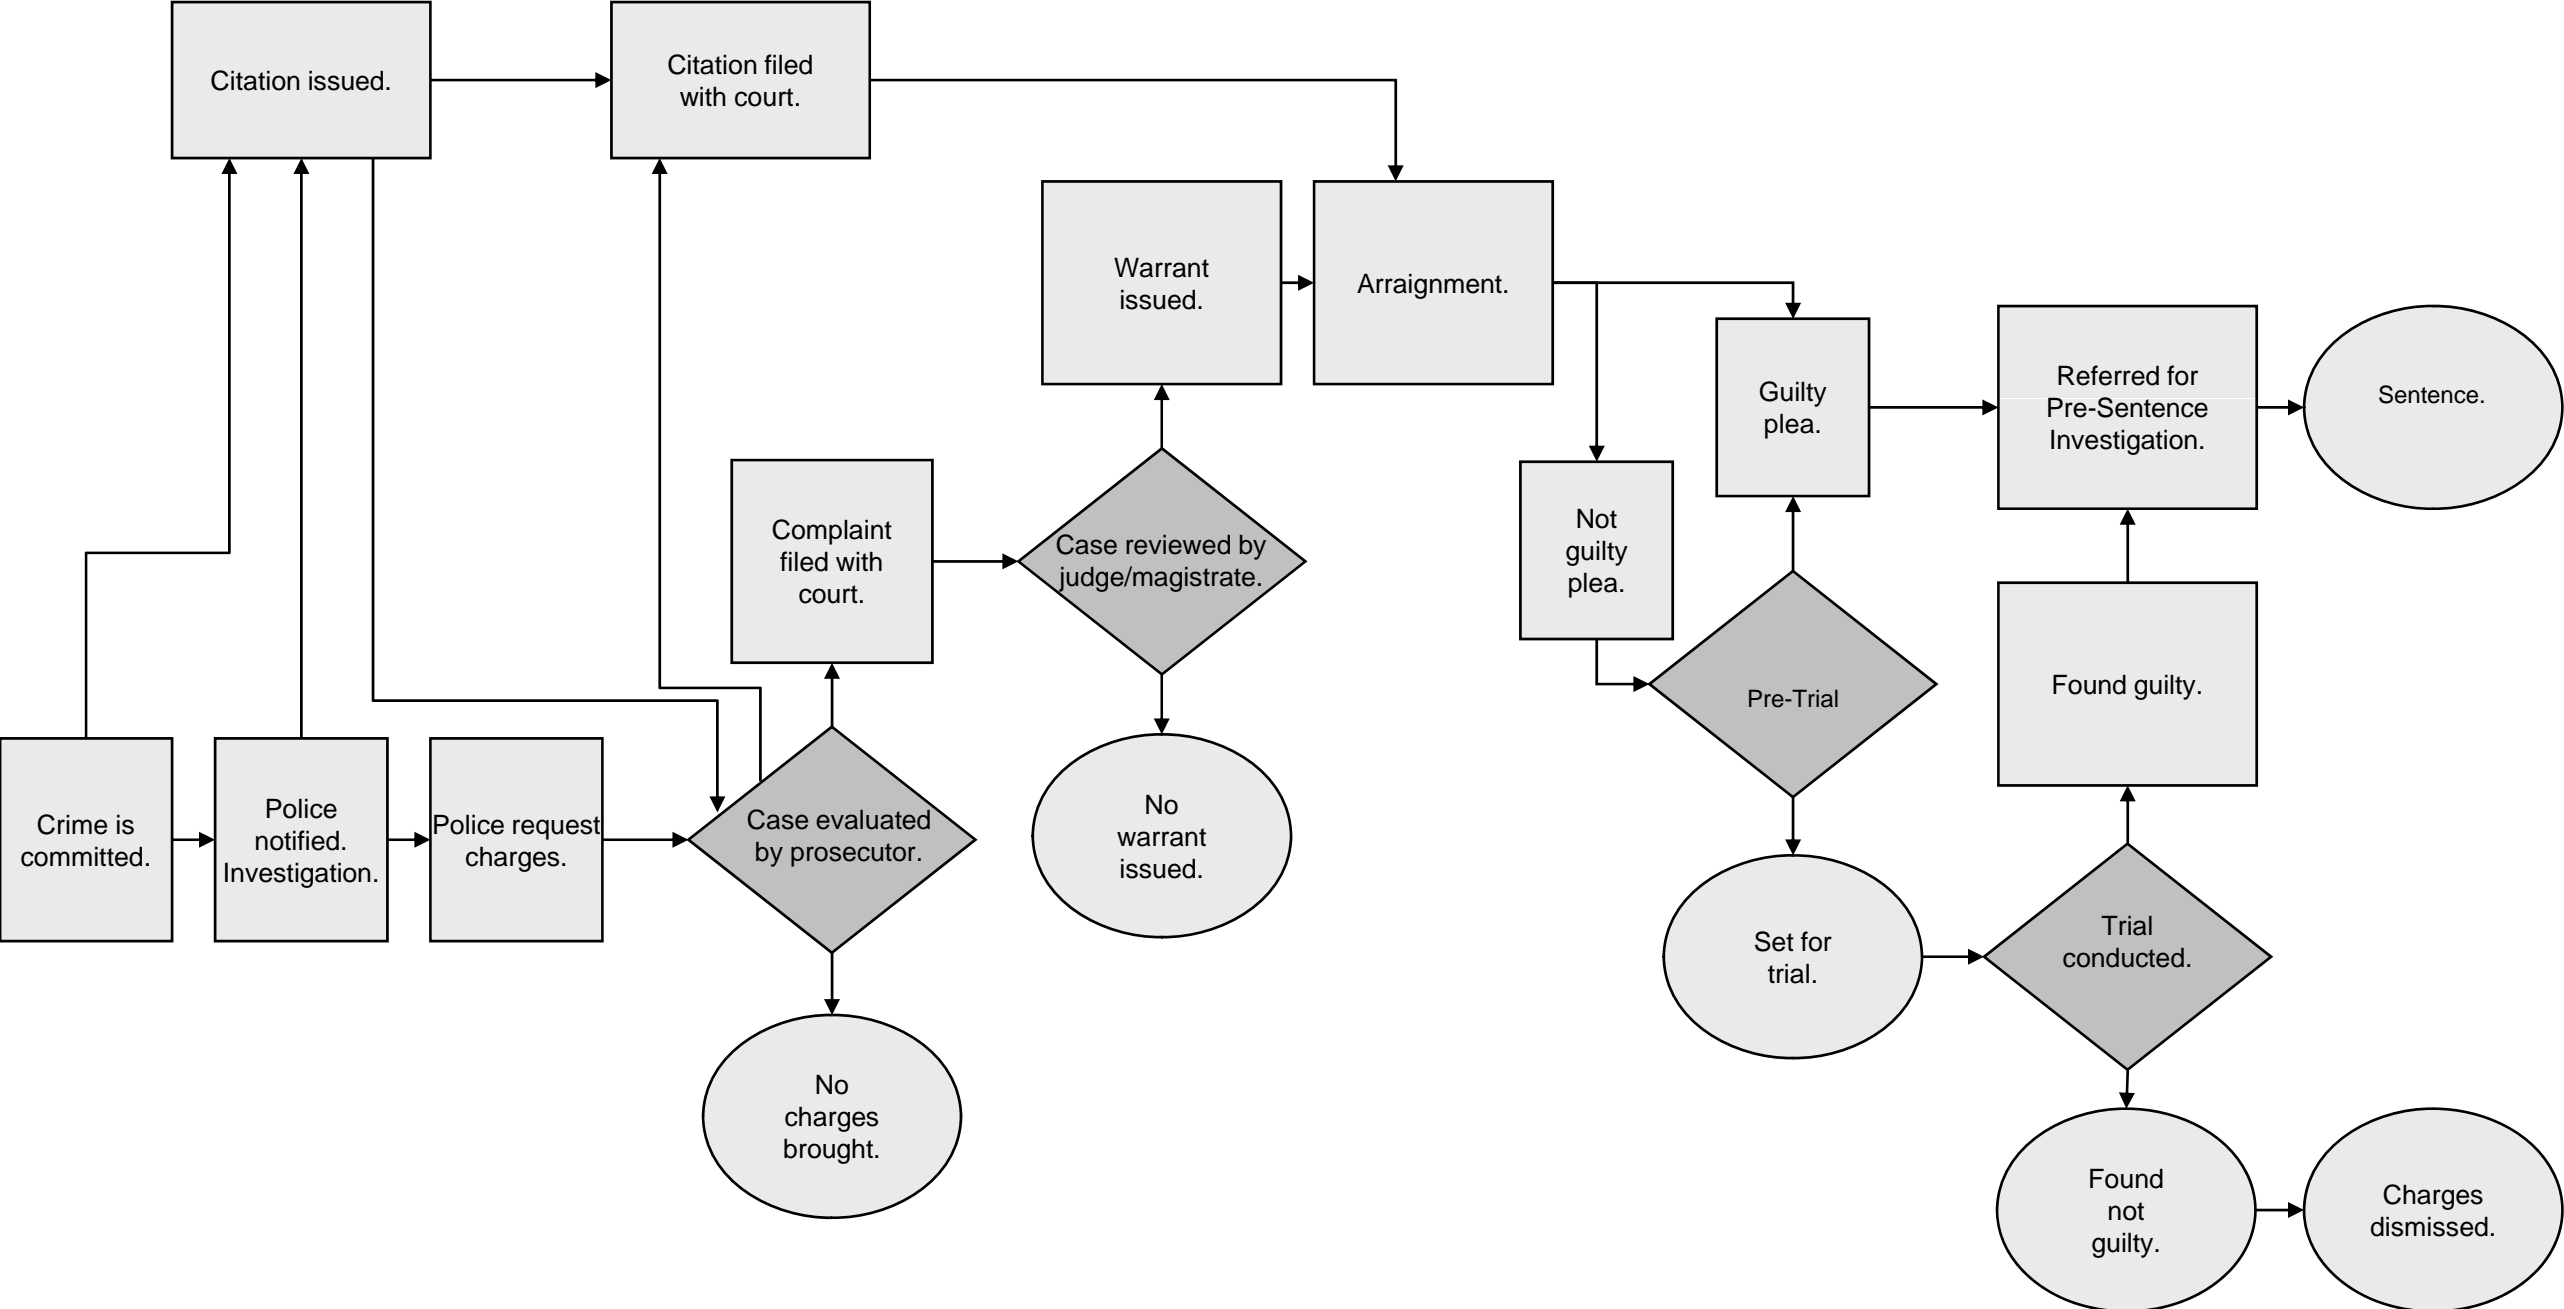 Citation issued.
Citation filed
with court.
Warrant
issued.
Arraignment.
Guilty
plea.
Referred for
Pre-Sentence
Investigation.
Sentence.
Complaint
filed with
court.
Case reviewed by
judge/magistrate.
Not
guilty
plea.
Pre-Trial
Found guilty.
Crime is
committed.
Police
notified.
Investigation.
Police request
charges.
Case evaluated
by prosecutor.
No
warrant
issued.
Set for
trial.
Trial
conducted.
No
charges
brought.
Found
not
guilty.
Charges
dismissed.